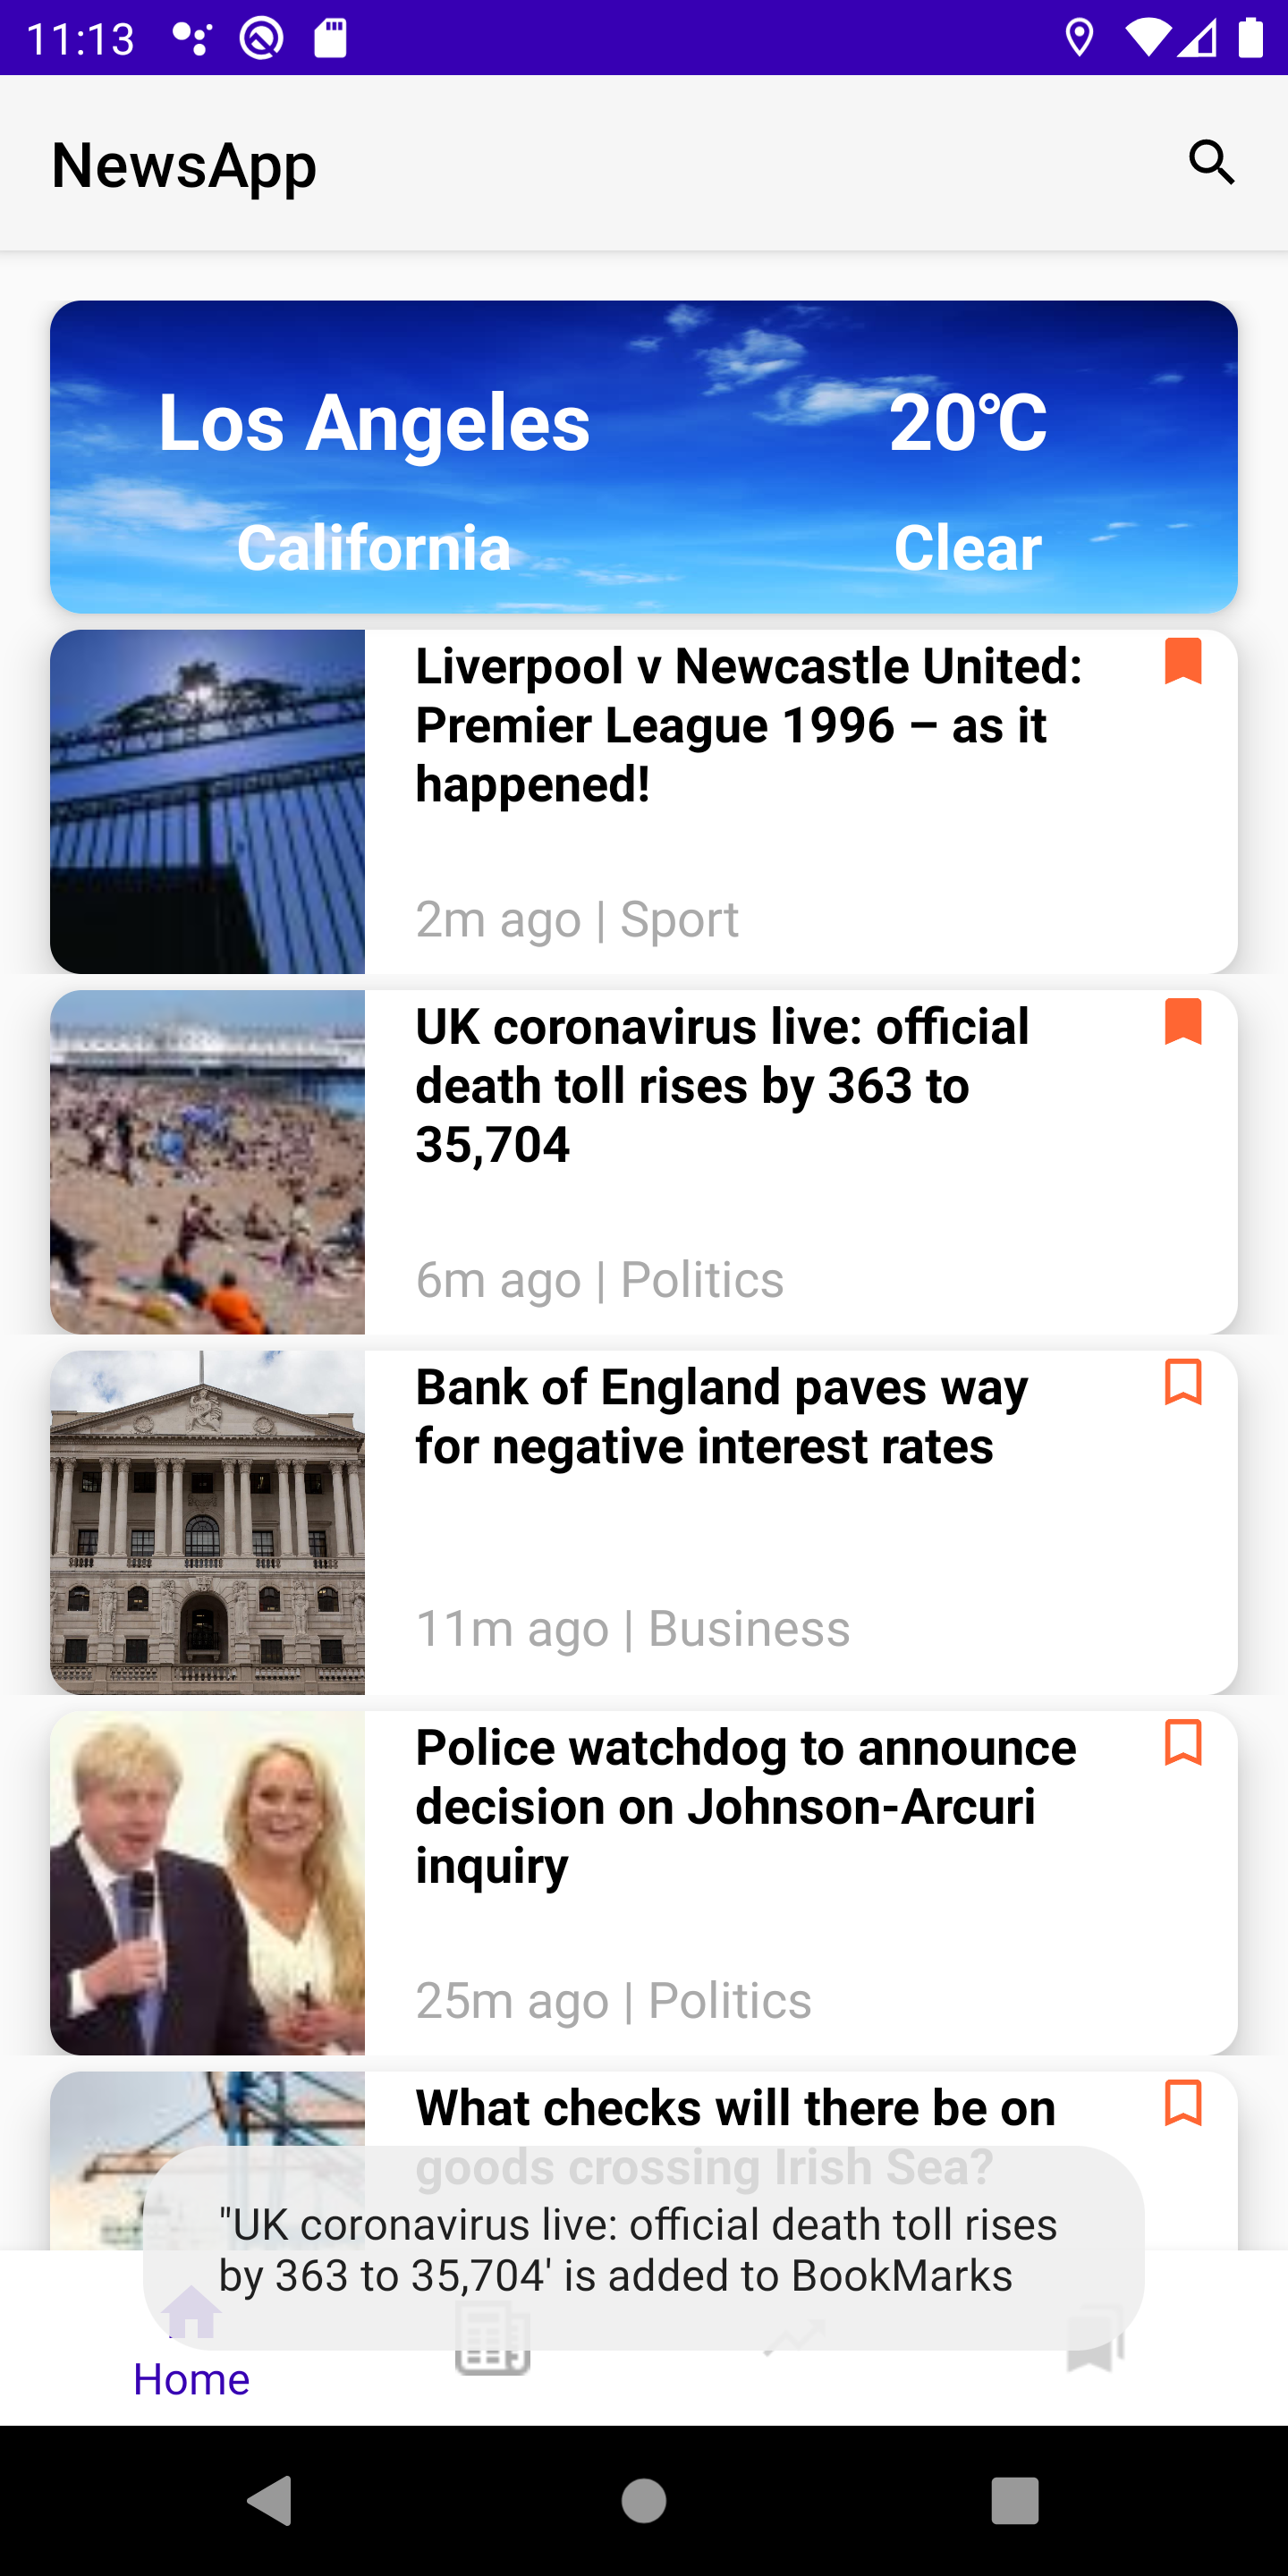 11:13
NewsApp
Los Angeles
20°C
California
Clear
Liverpool v Newcastle United:
Premier League 1996 – as it
happened!
2m ago | Sport
UK coronavirus live: official
death toll rises by 363 to
35,704
6m ago | Politics
Bank of England paves way
for negative interest rates
11m ago | Business
Police watchdog to announce
decision on Johnson-Arcuri
inquiry
25m ago | Politics
What checks will there be on
goods crossing Irish Sea?
"UK coronavirus live: official death toll rises
by 363 to 35,704' is added to BookMarks
Home